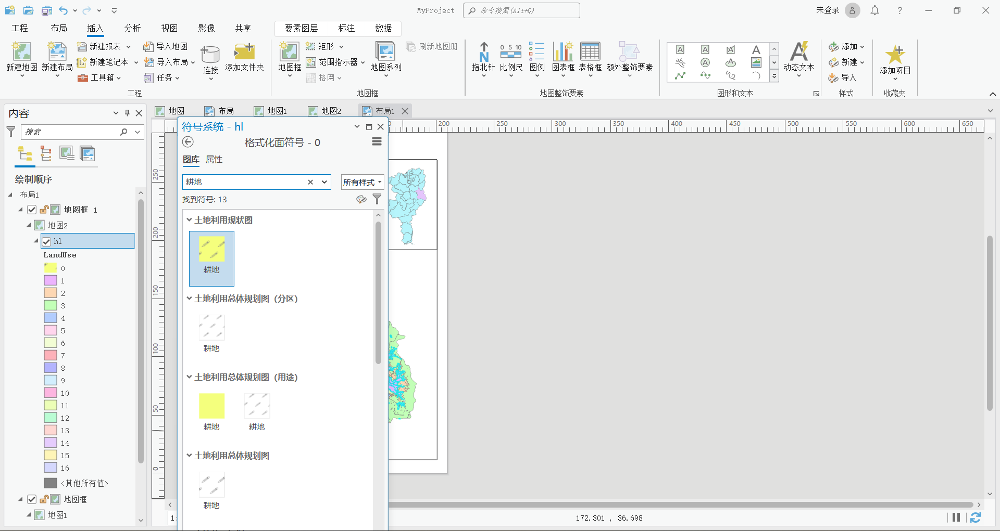 MyProject
命令搜索(Alt+Q)
未登录
工程
布局
插入
分析
视图
影像
共享
要素图层
标注
数据
新建地图
新建布局
新建报表
新建笔记本
工具箱
导入地图
导入布局
任务
连接
添加文件夹
工程
地图框
矩形
范围指示器
格网
地图系列
刷新地图册
地图框
指北针
比例尺
图例
图表框
表格框
额外整饰要素
地图整饰要素
动态文本
图形和文本
添加
新建
导入
样式
添加项目
收藏夹
内容
搜索
绘制顺序
布局1
地图框 1
地图2
hl
LandUse
0
1
2
3
4
5
6
7
8
9
10
11
12
13
14
15
16
<其他所有值>
地图框
地图1
地图
布局
地图1
地图2
布局1
符号系统 - hl
格式化面符号 - 0
图库
属性
耕地
所有样式
找到符号: 13
土地利用现状图
耕地
土地利用总体规划图 (分区)
耕地
土地利用总体规划图 (用途)
耕地
耕地
土地利用总体规划图
耕地
200
250
300
350
400
450
500
550
600
650
250
200
150
100
50
0
1:
172.301 , 36.698